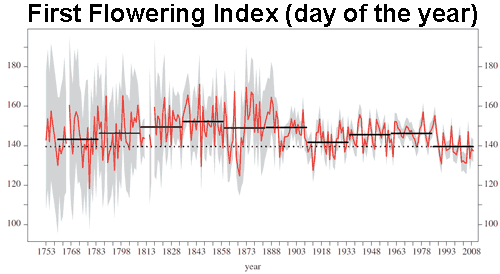 First Flowering Index (day of the year)
180 180
160 160
140 140
120 120
100 100
1753 1768 1783 1798 1813 1828 1843 1858 1873 1888 1903 1918 1933 1948 1963 1978 1993 2008
year